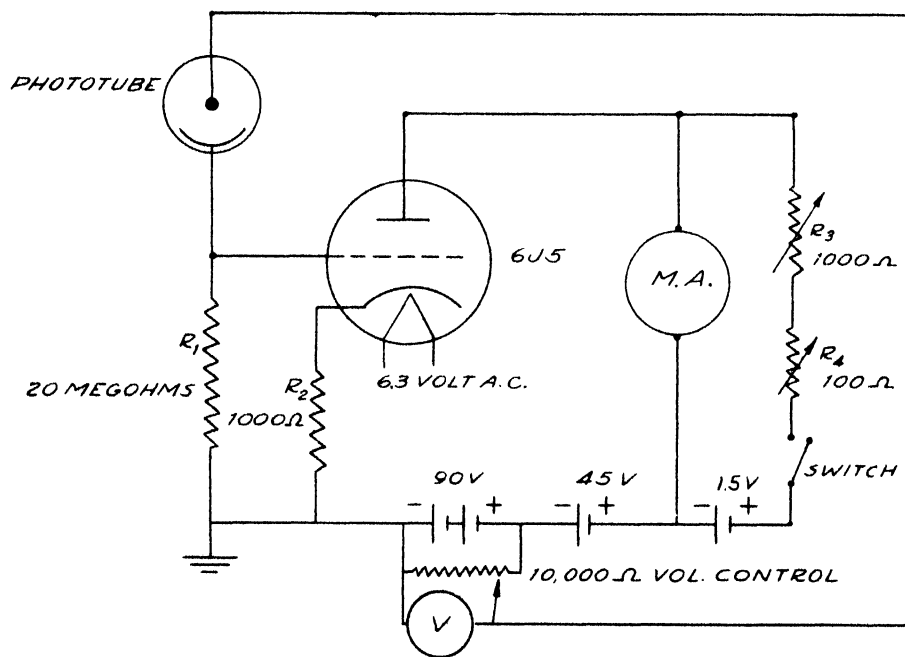 PHOTOTUBE
6J5
R3
1000Ω
M.A.
R1
R4
100Ω
20 MEGOHMS
R2
1000Ω
6.3 VOLT A.C.
SWITCH
90V
45V
1.5V
- +
- +
- +
10,000Ω VOL. CONTROL
V